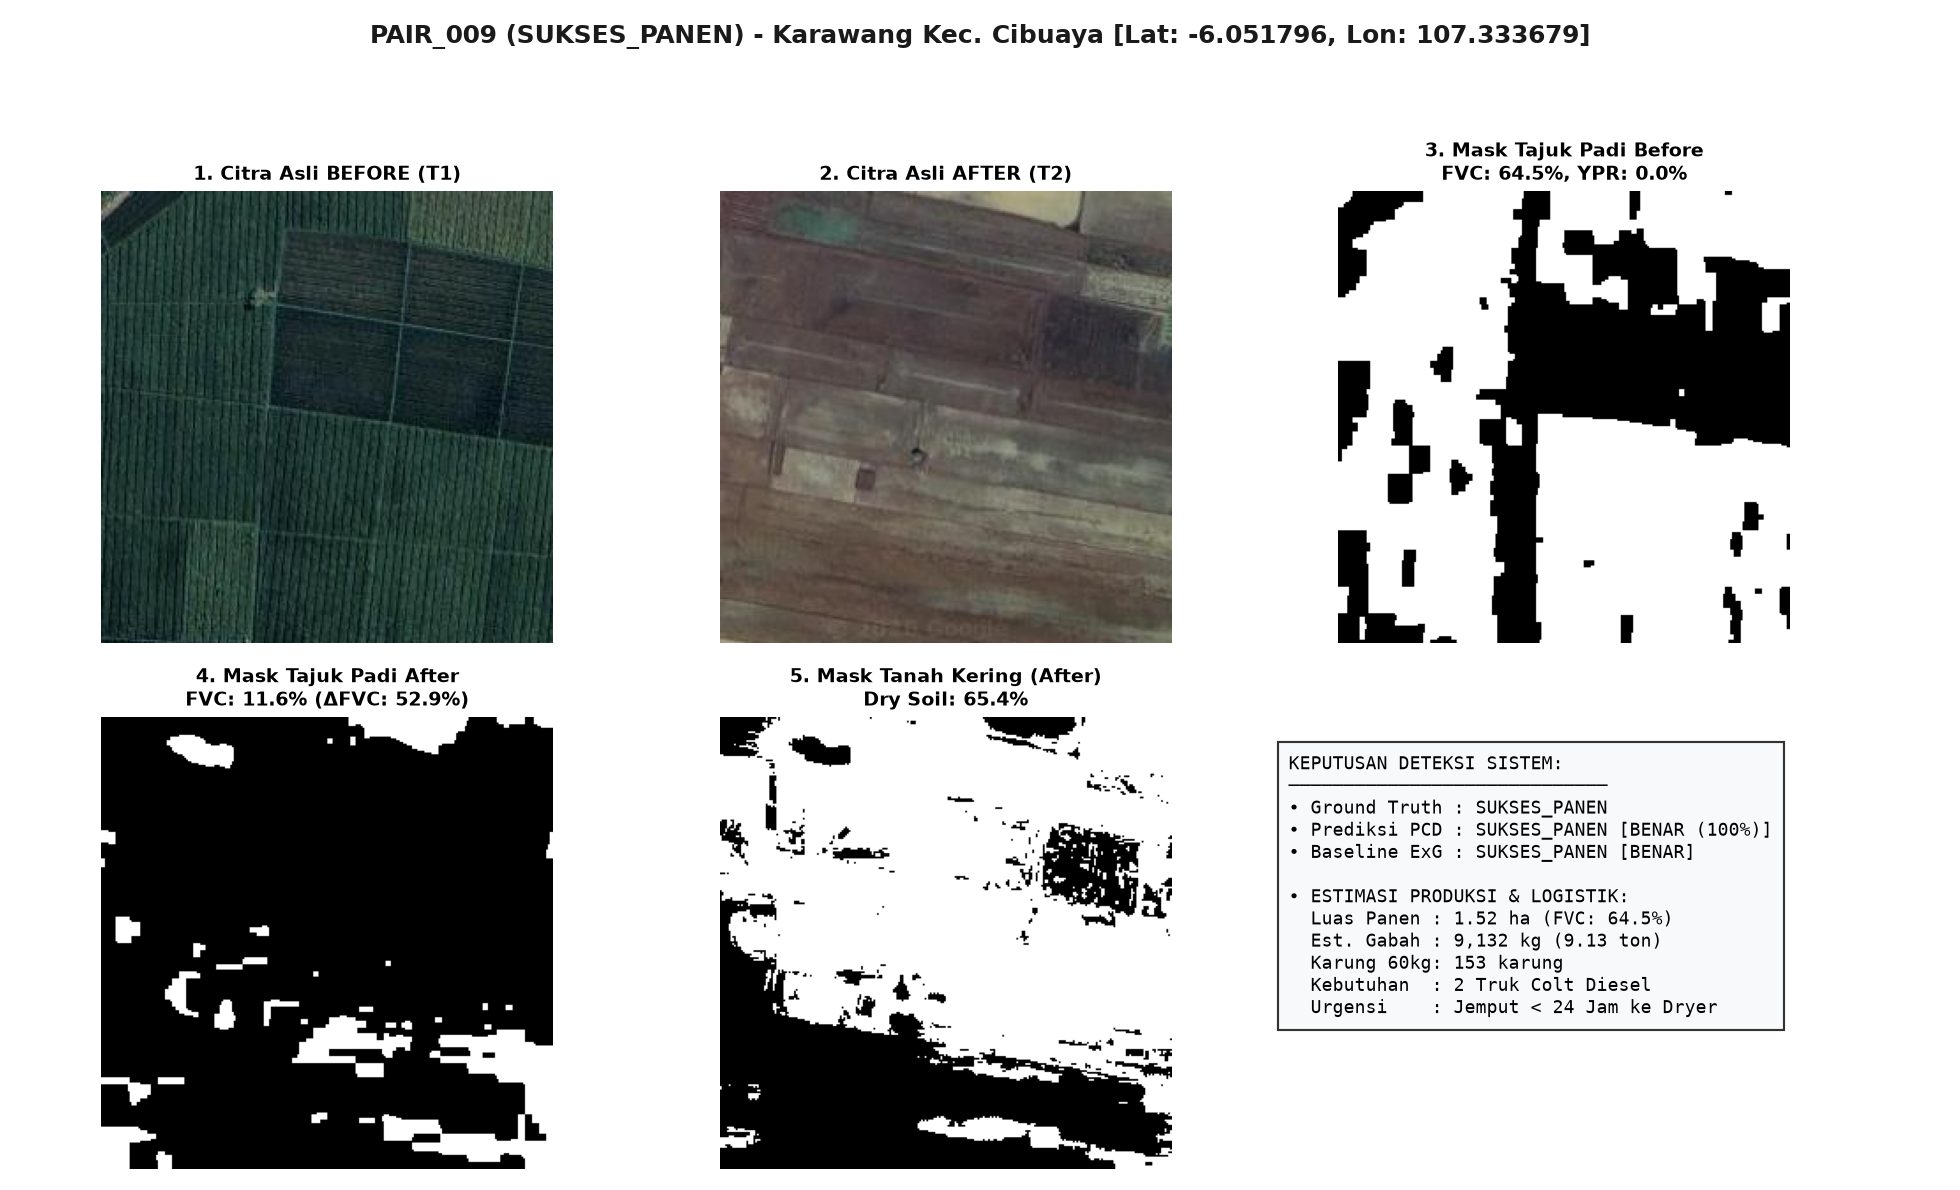 PAIR_009 (SUKSES_PANEN) - Karawang Kec. Cibuaya [Lat: -6.051796, Lon: 107.333679]
1. Citra Asli BEFORE (T1)
2. Citra Asli AFTER (T2)
3. Mask Tajuk Padi Before
FVC: 64.5%, YPR: 0.0%
4. Mask Tajuk Padi After
FVC: 11.6% (ΔFVC: 52.9%)
5. Mask Tanah Kering (After)
Dry Soil: 65.4%
KEPUTUSAN DETEKSI SISTEM:
• Ground Truth : SUKSES_PANEN
• Prediksi PCD : SUKSES_PANEN [BENAR (100%)]
• Baseline ExG : SUKSES_PANEN [BENAR]
• ESTIMASI PRODUKSI & LOGISTIK:
Luas Panen : 1.52 ha (FVC: 64.5%)
Est. Gabah : 9,132 kg (9.13 ton)
Karung 60kg: 153 karung
Kebutuhan : 2 Truk Colt Diesel
Urgensi : Jemput < 24 Jam ke Dryer